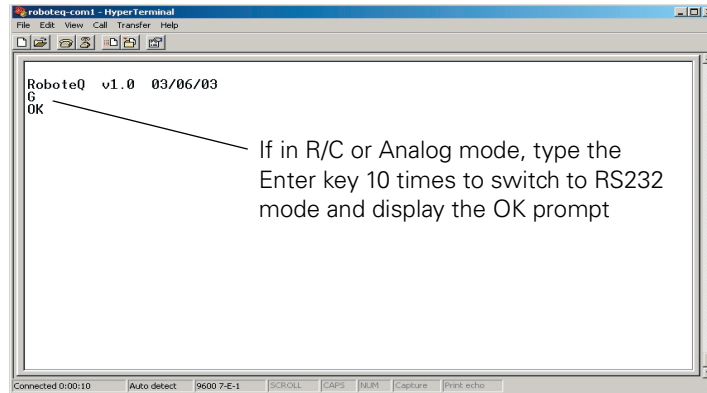 roboteq-com1 - HyperTerminal
File Edit View Call Transfer Help
RoboteQ v1.0 03/06/03
G
OK
If in R/C or Analog mode, type the
Enter key 10 times to switch to RS232
mode and display the OK prompt
Connected 0:00:10 Auto detect 9600 7-E-1 SCROLL CAPS NUM Capture Print echo